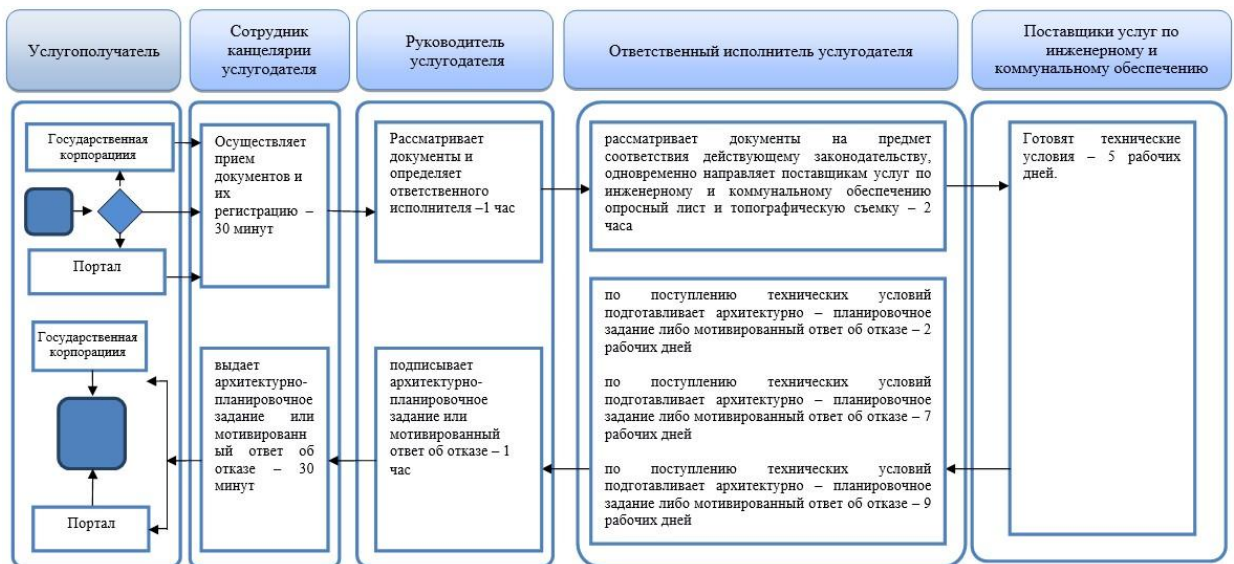 Услугополучатель
Сотрудник
канцелярии
услугодателя
Руководитель
услугодателя
Ответственный исполнитель услугодателя
Поставщики услуг по
инженерному и
коммунальному обеспечению
Государственная
корпорациии
Портал
Осуществляет
прием
документов и
их
регистрацию –
30 минут
Рассматривает
документы и
определяет
ответственного
исполнителя –1 час
рассматривает документы на предмет
соответствия действующему законодательству,
одновременно направляет поставщикам услуг по
инженерному и коммунальному обеспечению
опросный лист и топографическую съемку – 2
часа
Готовят технические
условия – 5 рабочих
дней.
Государственная
корпорациии
Портал
выдает
архитектурно-
планировочное
задание или
мотивированн
ый ответ об
отказе – 30
минут
подписывает
архитектурно-
планировочное
задание или
мотивированный
ответ об отказе – 1
час
по поступлению технических условий
подготавливает архитектурно – планировочное
задание либо мотивированный ответ об отказе – 2
рабочих дней
по поступлению технических условий
подготавливает архитектурно – планировочное
задание либо мотивированный ответ об отказе – 7
рабочих дней
по поступлению технических условий
подготавливает архитектурно – планировочное
задание либо мотивированный ответ об отказе – 9
рабочих дней